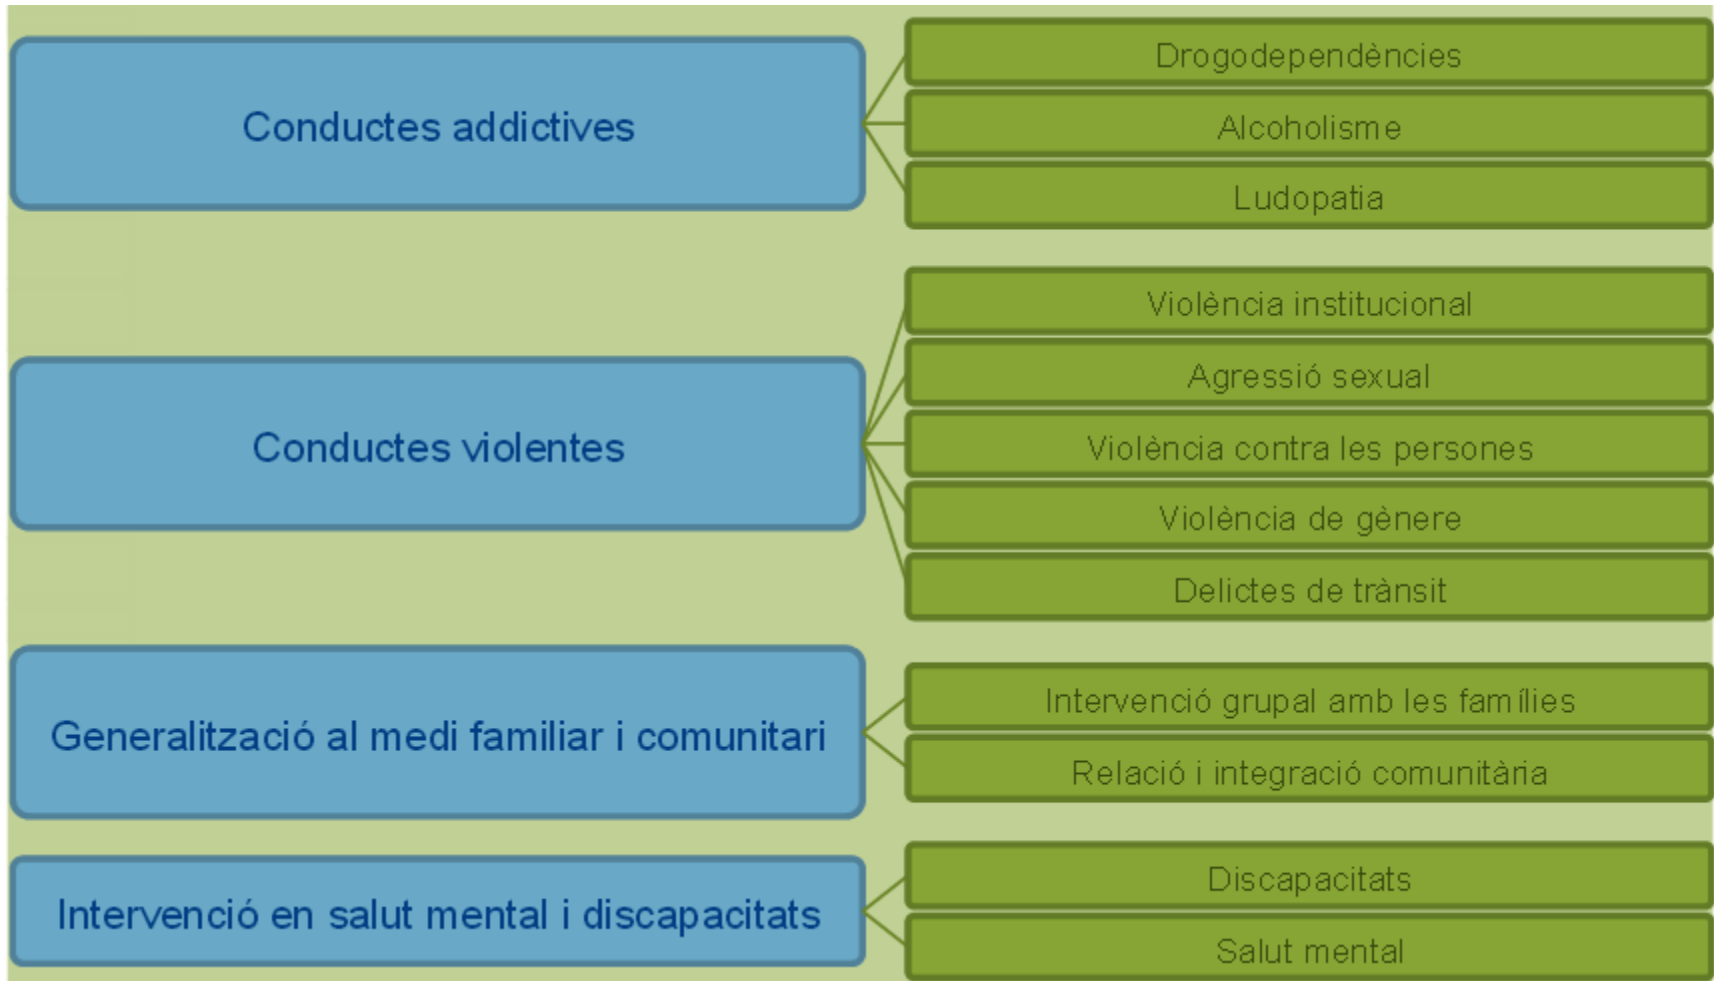 Conductes addictives
Drogodependències
Alcoholisme
Ludopatia
Conductes violentes
Violència institucional
Agressió sexual
Violència contra les persones
Violència de gènere
Delictes de trànsit
Generalització al medi familiar i comunitari
Intervenció grupal amb les famílies
Relació i integració comunitària
Intervenció en salut mental i discapacitats
Discapacitats
Salut mental